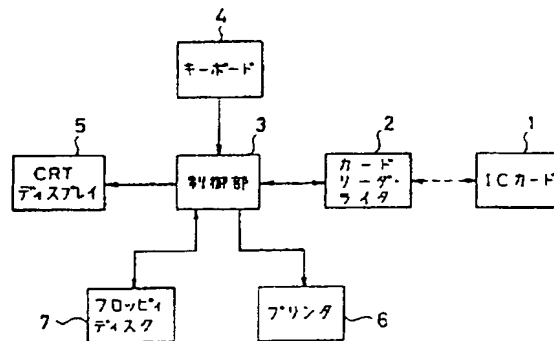 4
キーボード
5
CRT
ディスプレイ
3
制御部
2
カード
リーダ・
ライタ
1
ICカード
7
フロッピィ
ディスク
プリンタ
6